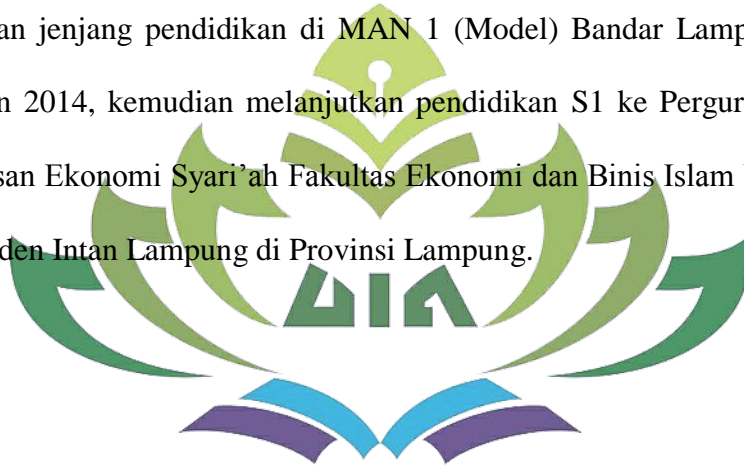 an jenjang pendidikan di MAN 1 (Model) Bandar Lamp
n 2014, kemudian melanjutkan pendidikan S1 ke Pergur
san Ekonomi Syari’ah Fakultas Ekonomi dan Binis Islam
den Intan Lampung di Provinsi Lampung.
UIN